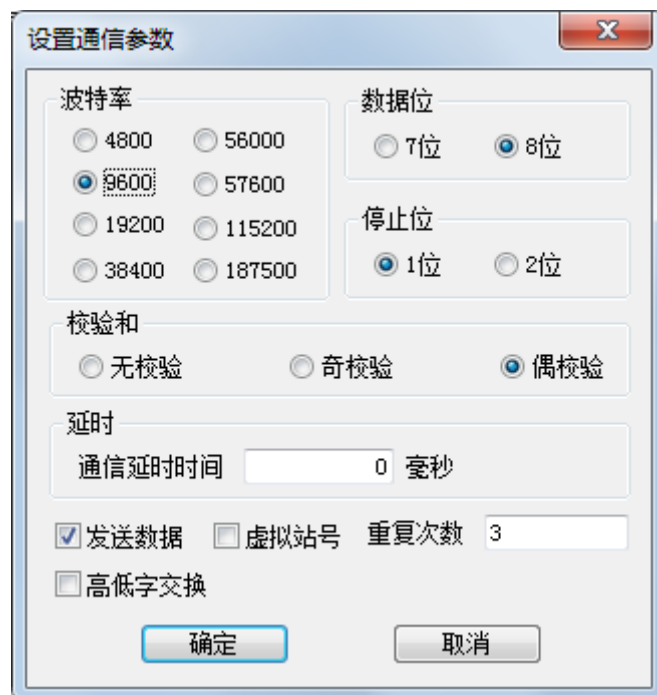 设置通信参数
波特率
4800
56000
9600
57600
19200
115200
38400
187500
数据位
7位
8位
停止位
1位
2位
校验和
无校验
奇校验
偶校验
延时
通信延时时间 0 毫秒
发送数据
虚拟站号
重复次数 3
高低字交换
确定
取消